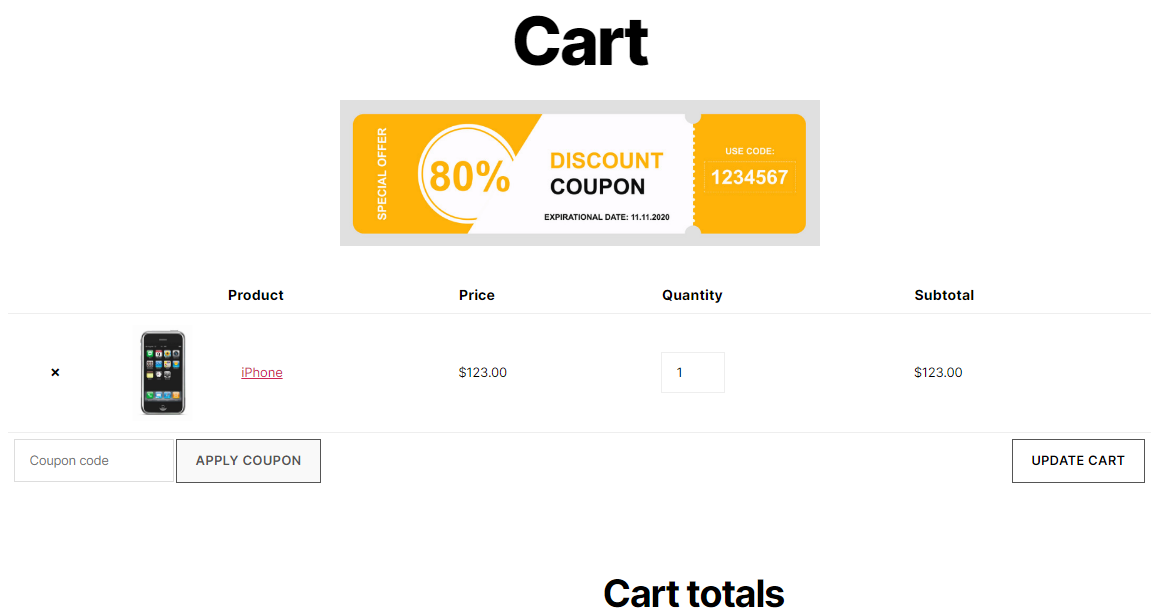 Cart
SPECIAL OFFER
80%
DISCOUNT
COUPON
EXPIRATIONAL DATE: 11.11.2020
USE CODE:
1234567
Product Price Quantity Subtotal
× iPhone $123.00 1 $123.00
Coupon code APPLY COUPON UPDATE CART
Cart totals